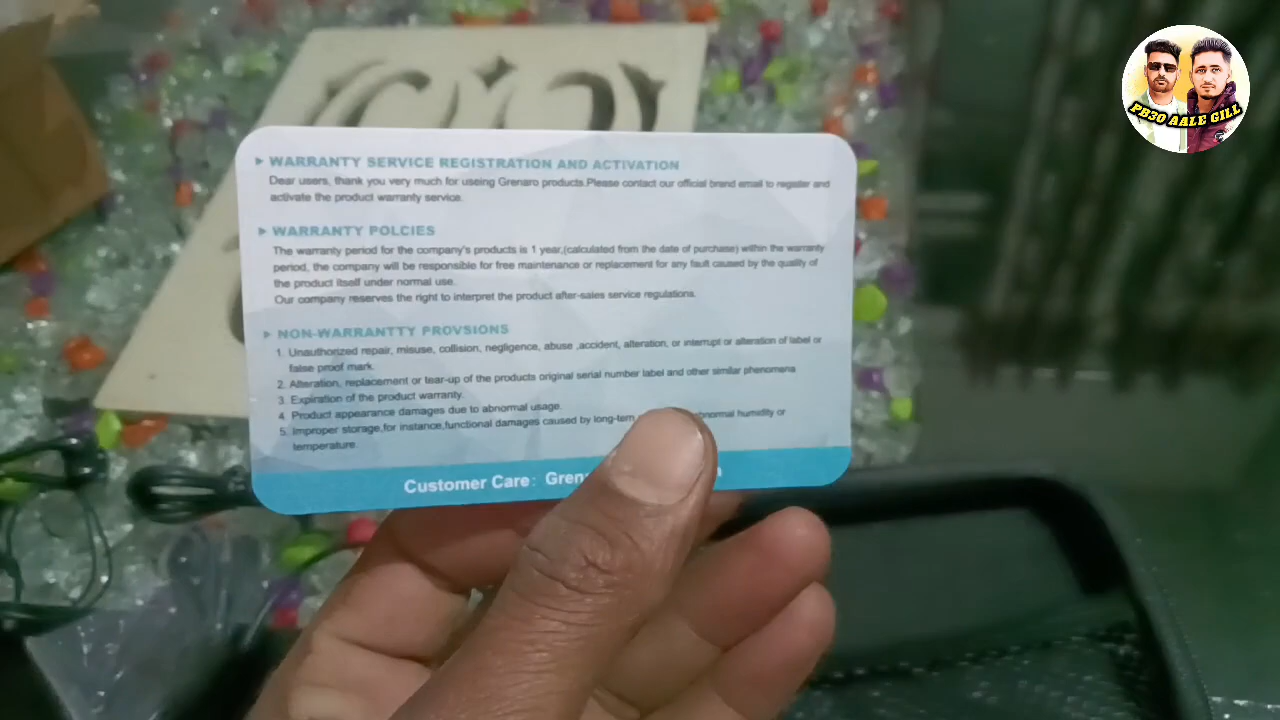 PB30 AALE GILL
▶ WARRANTY SERVICE REGISTRATION AND ACTIVATION
Dear users, thank you very much for useing Grenaro products.Please contact our official brand email to register and
activate the product warranty service.
▶ WARRANTY POLCIES
The warranty period for the company's products is 1 year,(calculated from the date of purchase) within the warranty
period, the company will be responsible for free maintenance or replacement for any fault caused by the quality of
the product itself under normal use.
Our company reserves the right to interpret the product after-sales service regulations.
▶ NON-WARRANTTY PROVSIONS
1. Unauthorized repair, misuse, collision, negligence, abuse ,accident, alteration, or interrupt or alteration of label or
false proof mark.
2. Alteration, replacement or tear-up of the products original serial number label and other similar phenomena
3. Expiration of the product warranty.
4. Product appearance damages due to abnormal usage.
5. Improper storage,for instance,functional damages caused by long-tem abnormal humidity or
temperature.
Customer Care: Gren